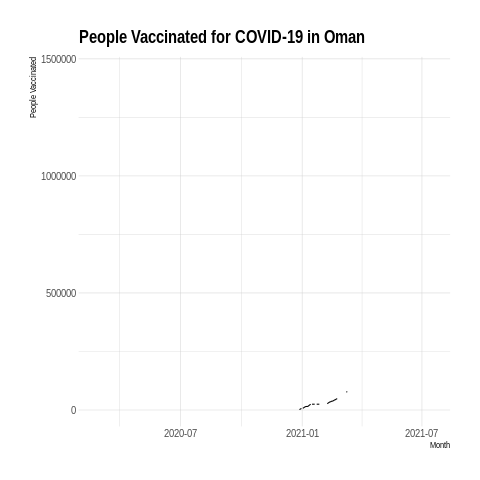 People Vaccinated for COVID-19 in Oman
People Vaccinated
1500000
1000000
500000
0
2020-07
2021-01
2021-07
Month